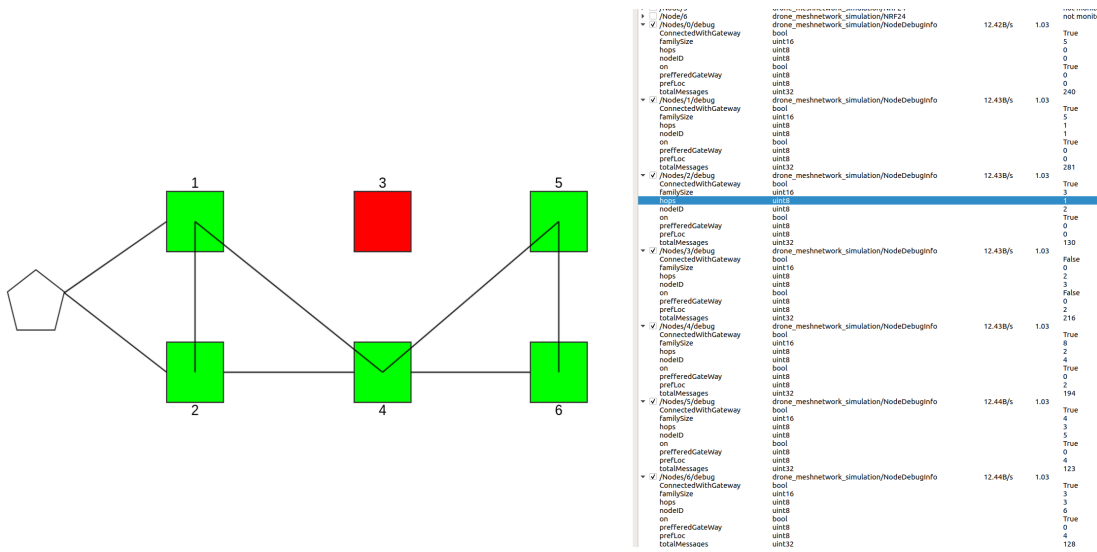 1 3 5
2 4 6
/Node/6 drone_meshnetwork_simulation/NRF24 not monite
/Nodes/0/debug drone_meshnetwork_simulation/NodeDebugInfo 12.42B/s 1.03
ConnectedWithGateway bool True
familySize uint16 5
hops uint8 0
nodeID uint8 0
on bool True
prefferedGateWay uint8 0
prefLoc uint8 0
totalMessages uint32 240
/Nodes/1/debug drone_meshnetwork_simulation/NodeDebugInfo 12.43B/s 1.03
ConnectedWithGateway bool True
familySize uint16 5
hops uint8 1
nodeID uint8 1
on bool True
prefferedGateWay uint8 0
prefLoc uint8 0
totalMessages uint32 281
/Nodes/2/debug drone_meshnetwork_simulation/NodeDebugInfo 12.43B/s 1.03
ConnectedWithGateway bool True
familySize uint16 3
hops uint8 1
nodeID uint8 2
on bool True
prefferedGateWay uint8 0
prefLoc uint8 0
totalMessages uint32 130
/Nodes/3/debug drone_meshnetwork_simulation/NodeDebugInfo 12.43B/s 1.03
ConnectedWithGateway bool False
familySize uint16 0
hops uint8 2
nodeID uint8 3
on bool False
prefferedGateWay uint8 0
prefLoc uint8 2
totalMessages uint32 216
/Nodes/4/debug drone_meshnetwork_simulation/NodeDebugInfo 12.43B/s 1.03
ConnectedWithGateway bool True
familySize uint16 8
hops uint8 2
nodeID uint8 4
on bool True
prefferedGateWay uint8 0
prefLoc uint8 2
totalMessages uint32 194
/Nodes/5/debug drone_meshnetwork_simulation/NodeDebugInfo 12.44B/s 1.03
ConnectedWithGateway bool True
familySize uint16 4
hops uint8 3
nodeID uint8 5
on bool True
prefferedGateWay uint8 0
prefLoc uint8 4
totalMessages uint32 123
/Nodes/6/debug drone_meshnetwork_simulation/NodeDebugInfo 12.44B/s 1.03
ConnectedWithGateway bool True
familySize uint16 3
hops uint8 3
nodeID uint8 6
on bool True
prefferedGateWay uint8 0
prefLoc uint8 4
totalMessages uint32 128